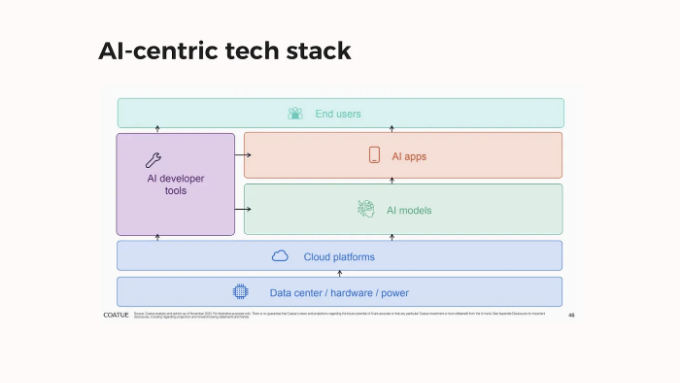 AI-centric tech stack
End users
AI developer
tools
AI apps
AI models
Cloud platforms
Data center / hardware / power
COATUE
46